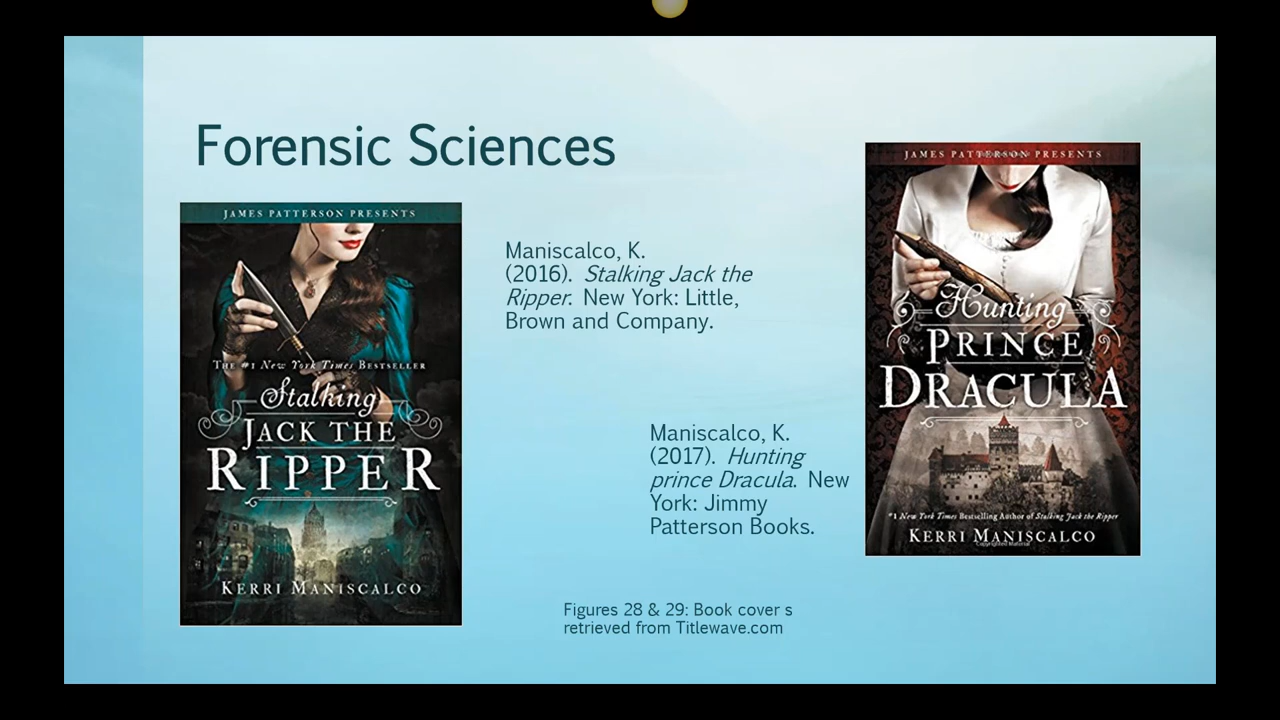 Forensic Sciences
JAMES PATTERSON PRESENTS
THE #1 New York Times BESTSELLER
Stalking
JACK THE
RIPPER
KERRI MANISCALCO
Maniscalco, K.
(2016). Stalking Jack the
Ripper. New York: Little,
Brown and Company.
Maniscalco, K.
(2017). Hunting
prince Dracula. New
York: Jimmy
Patterson Books.
JAMES PATTERSON PRESENTS
Hunting
PRINCE
DRACULA
#1 New York Times Bestselling Author of Stalking Jack the Ripper
KERRI MANISCALCO
Copyrighted Material
Figures 28 & 29: Book cover s
retrieved from Titlewave.com